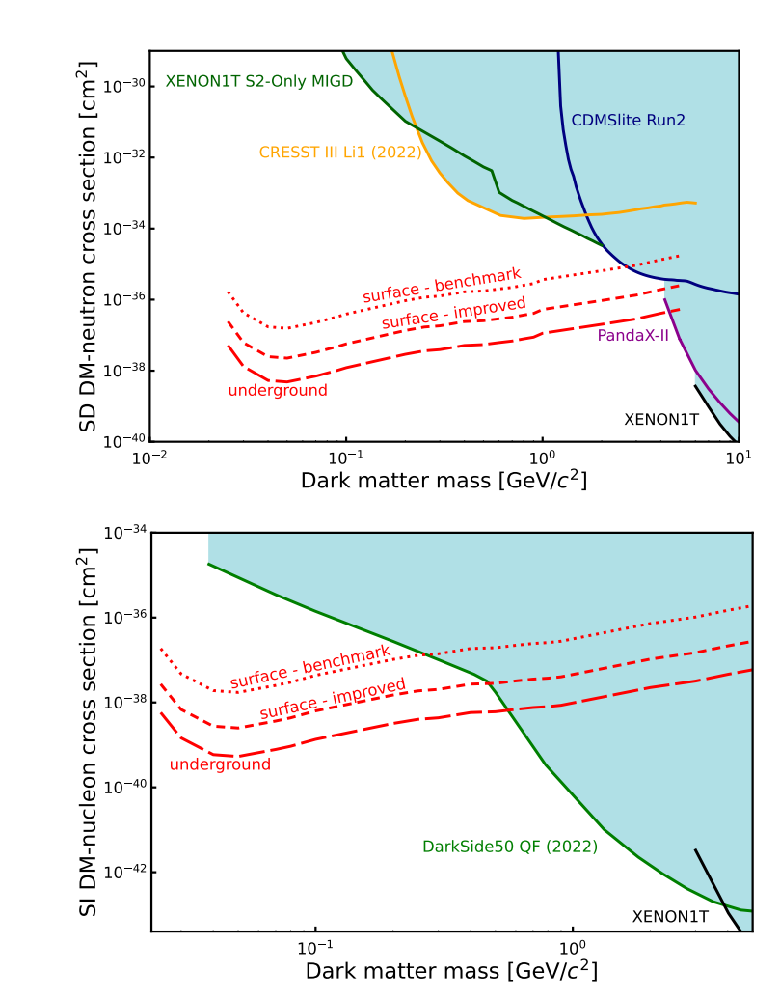 SD DM-neutron cross section [cm²]
10⁻³⁰
10⁻³²
10⁻³⁴
10⁻³⁶
10⁻³⁸
10⁻⁴⁰
XENON1T S2-Only MIGD
CDMSlite Run2
CRESST III Li1 (2022)
surface - benchmark
surface - improved
PandaX-II
underground
XENON1T
10⁻²
10⁻¹
10⁰
10¹
Dark matter mass [GeV/c²]
SI DM-nucleon cross section [cm²]
10⁻³⁴
10⁻³⁶
10⁻³⁸
10⁻⁴⁰
10⁻⁴²
surface - benchmark
surface - improved
underground
DarkSide50 QF (2022)
XENON1T
10⁻¹
10⁰
Dark matter mass [GeV/c²]